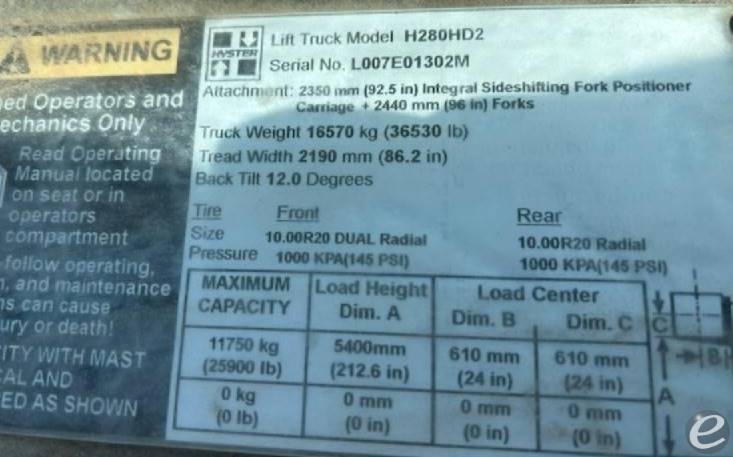 WARNING
ed Operators and
echanics Only
Read Operating
Manual located
on seat or in
operators
compartment
follow operating,
, and maintenance
ns can cause
ury or death!
ITY WITH MAST
CAL AND
ED AS SHOWN
HYSTER
Lift Truck Model H280HD2
Serial No. L007E01302M
Attachment: 2350 mm (92.5 in) Integral Sideshifting Fork Positioner
Carriage + 2440 mm (96 in) Forks
Truck Weight 16570 kg (36530 lb)
Tread Width 2190 mm (86.2 in)
Back Tilt 12.0 Degrees
Tire Front Rear
Size 10.00R20 DUAL Radial 10.00R20 Radial
Pressure 1000 KPA(145 PSI) 1000 KPA(145 PSI)
MAXIMUM CAPACITY Load Height Dim. A Load Center Dim. B Dim. C
11750 kg 5400mm 610 mm 610 mm
(25900 lb) (212.6 in) (24 in) (24 in)
0 kg 0 mm 0 mm 0 mm
(0 lb) (0 in) (0 in) (0 in)
C
B
A
e